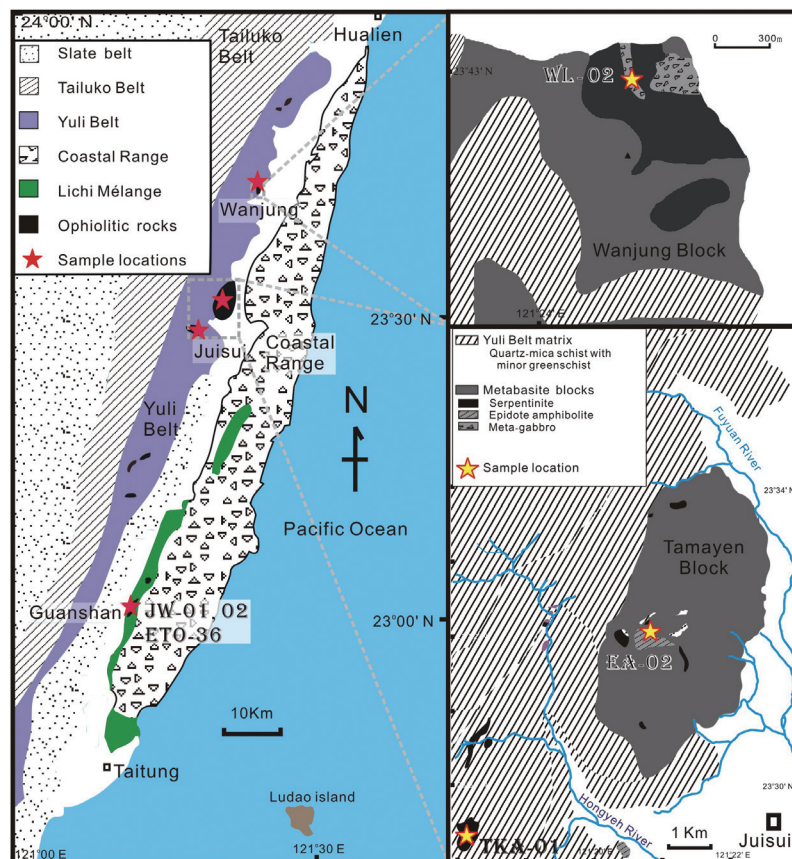 24°00' N
Slate belt
Tailuko Belt
Yuli Belt
Coastal Range
Lichi Mélange
Ophiolitic rocks
Sample locations
Tailuko
Belt
Hualien
Wanjung
Juisui
Coastal
Range
23°30' N
N
Yuli
Belt
Pacific Ocean
Guanshan
JW-01, 02
ETO-36
23°00' N
10Km
Taitung
Ludao island
121°00' E
121°30' E
0 300m
23°43' N
WL-02
Wanjung Block
121°24' E
Yuli Belt matrix
Quartz-mica schist with
minor greenschist
Metabasite blocks
Serpentinite
Epidote amphibolite
Meta-gabbro
Sample location
Fuyuan River
23°34' N
Tamayen
Block
EA-02
23°30' N
Hongyeh River
Juisui
TKA-01
1 Km
121°20' E
121°22' E